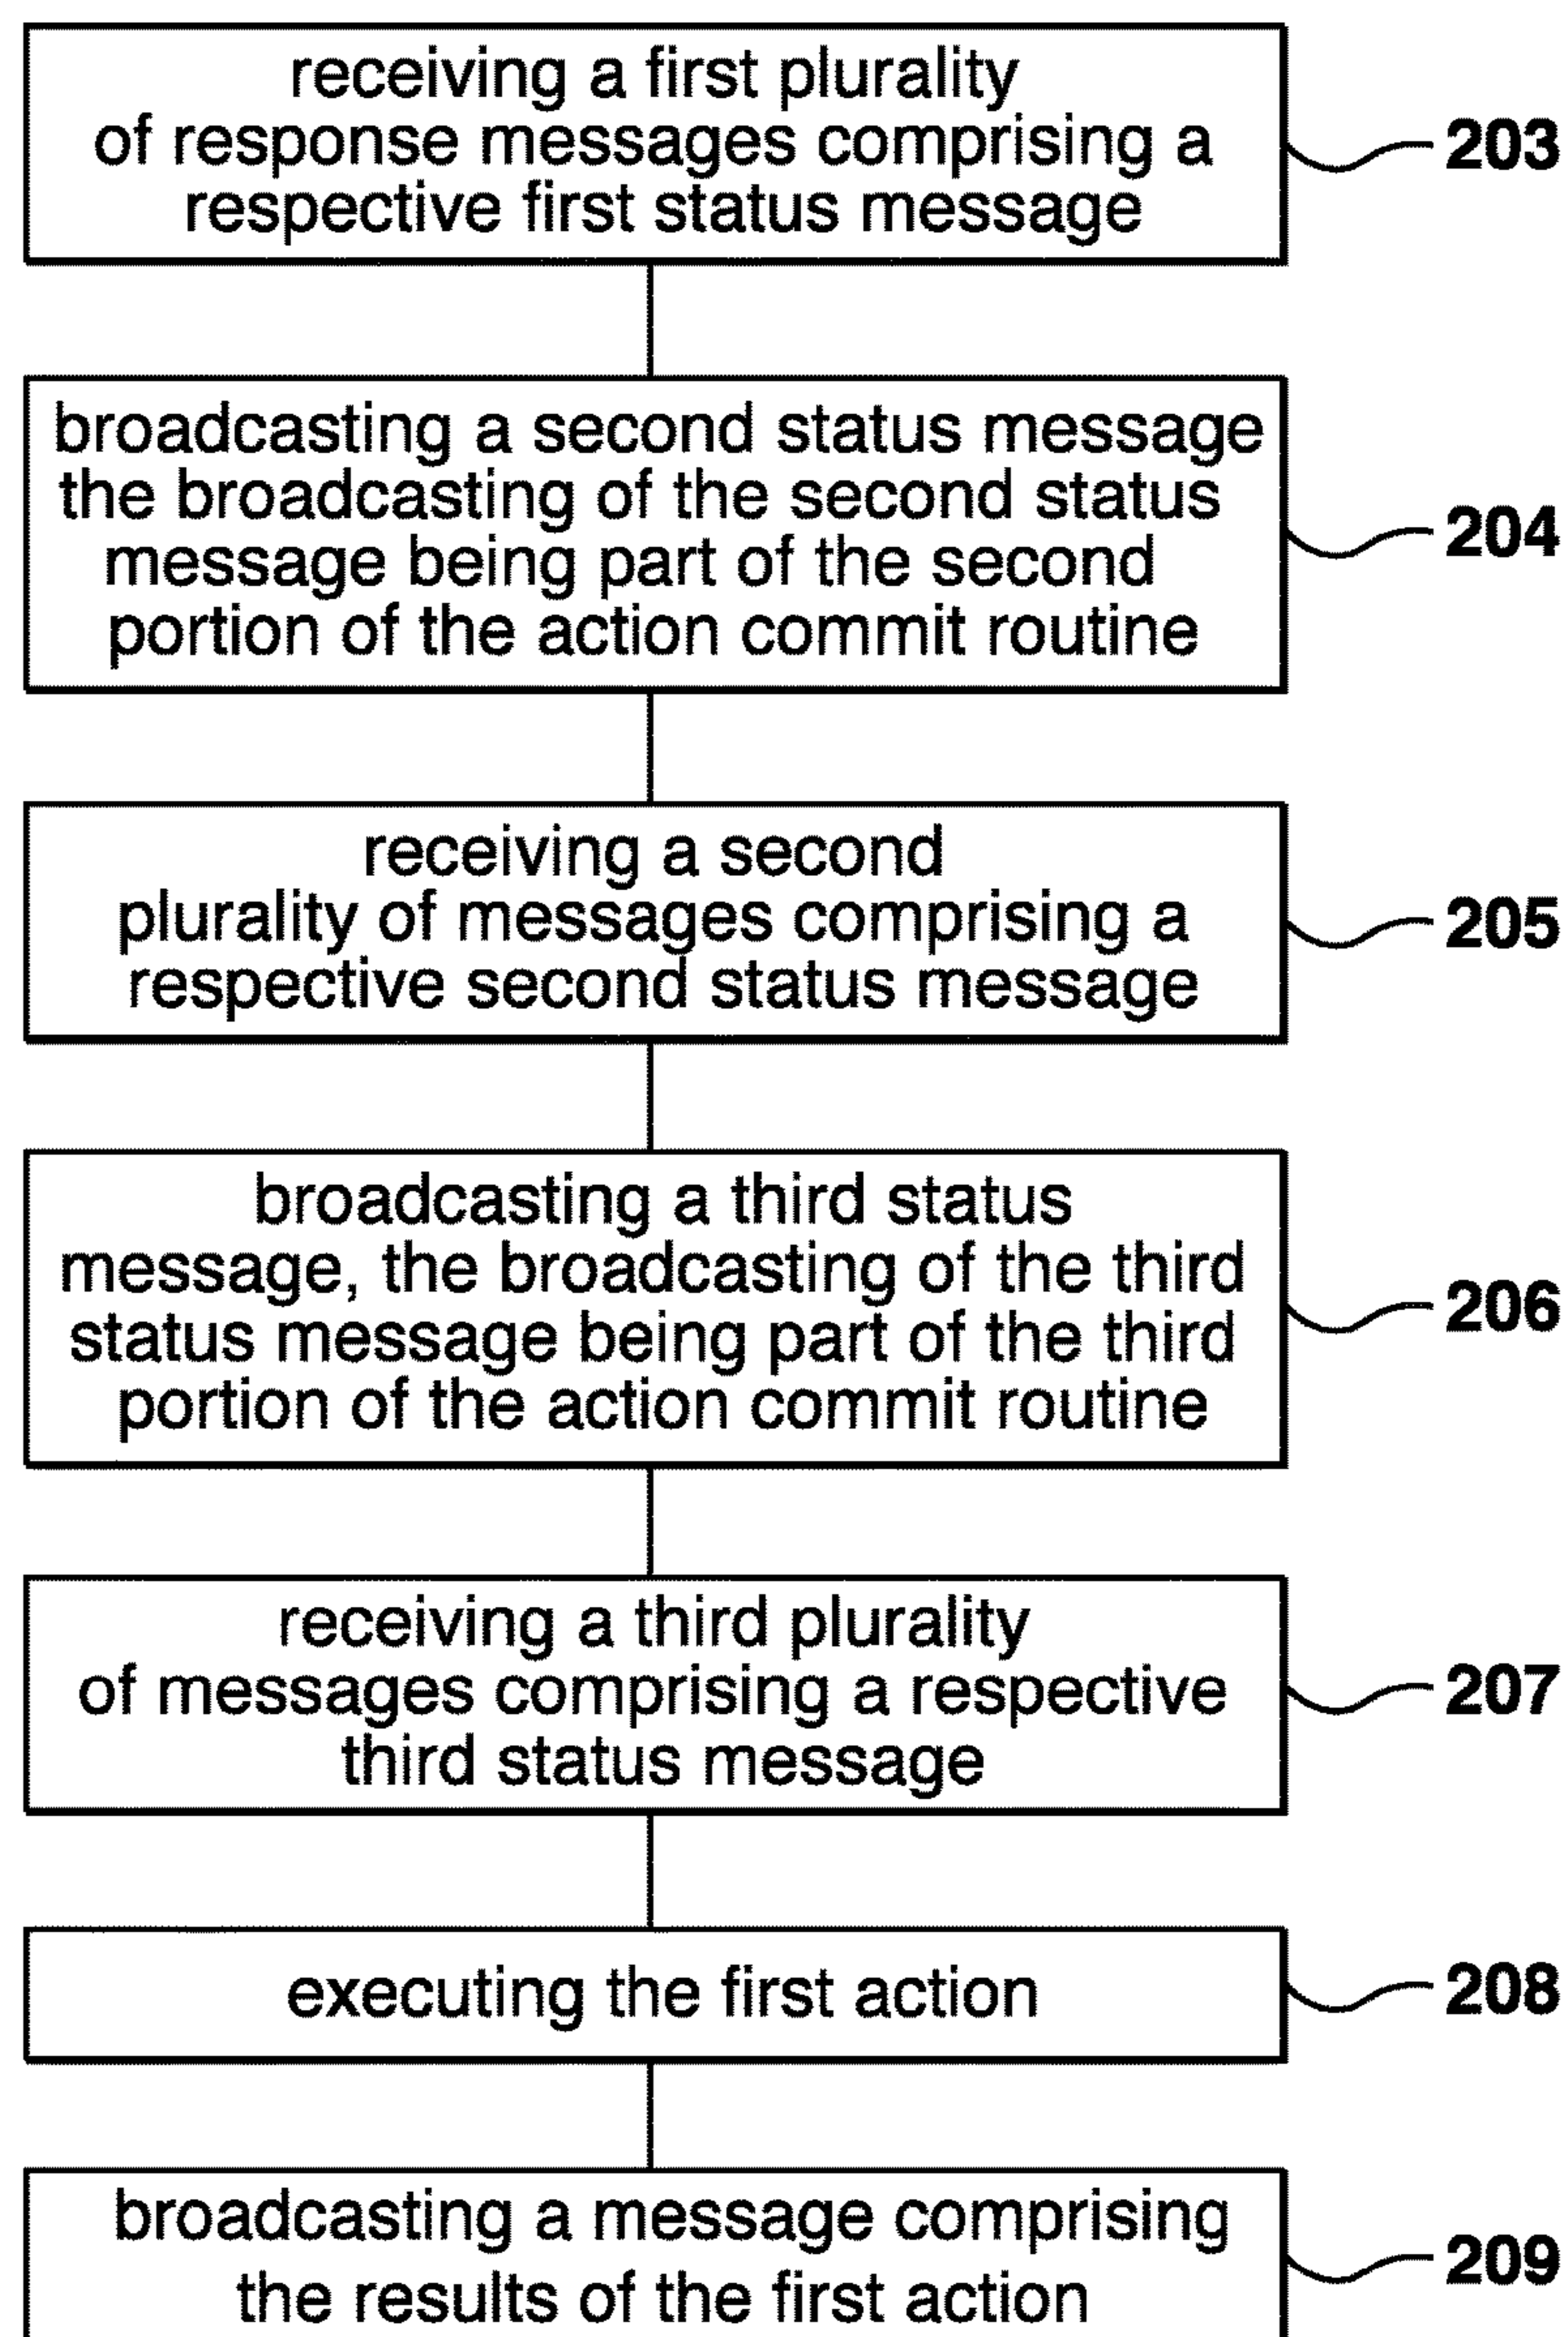 receiving a first plurality
of response messages comprising a
respective first status message
203
broadcasting a second status message
the broadcasting of the second status
message being part of the second
portion of the action commit routine
204
receiving a second
plurality of messages comprising a
respective second status message
205
broadcasting a third status
message, the broadcasting of the third
status message being part of the third
portion of the action commit routine
206
receiving a third plurality
of messages comprising a respective
third status message
207
executing the first action
208
broadcasting a message comprising
the results of the first action
209